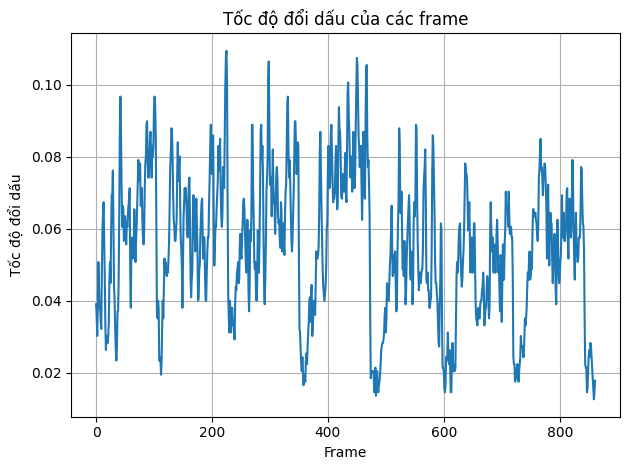 Tốc độ đổi dấu của các frame
Tốc độ đổi dấu
0.10
0.08
0.06
0.04
0.02
0 200 400 600 800
Frame